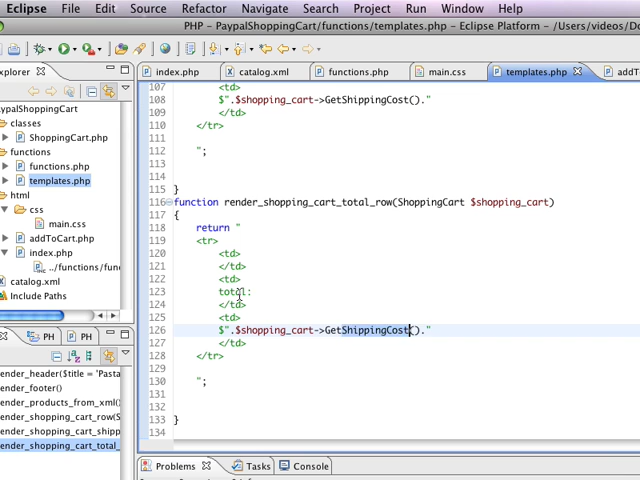 Eclipse File Edit Source Refactor Navigate Search Project Run Window Help
PHP - PaypalShoppingCart/functions/templates.php - Eclipse Platform - /Users/videos/Do
xplorer
index.php catalog.xml functions.php main.css templates.php addTo
aypalShoppingCart
classes
ShoppingCart.php
functions
functions.php
templates.php
html
css
main.css
addToCart.php
index.php
../functions/func
catalog.xml
Include Paths
PH PH
ender_header($title = 'Pasta
ender_footer()
ender_products_from_xml()
ender_shopping_cart_row(S
ender_shopping_cart_shipp
ender_shopping_cart_total_
107 <td>
108 $".$shopping_cart->GetShippingCost()."
109 </td>
110 </tr>
111
112 ";
113
114
115 }
116 function render_shopping_cart_total_row(ShoppingCart $shopping_cart)
117 {
118 return "
119 <tr>
120 <td>
121 </td>
122 <td>
123 total:
124 </td>
125 <td>
126 $".$shopping_cart->GetShippingCost()."
127 </td>
128 </tr>
129
130 ";
131
132
133 }
134
Problems Tasks Console